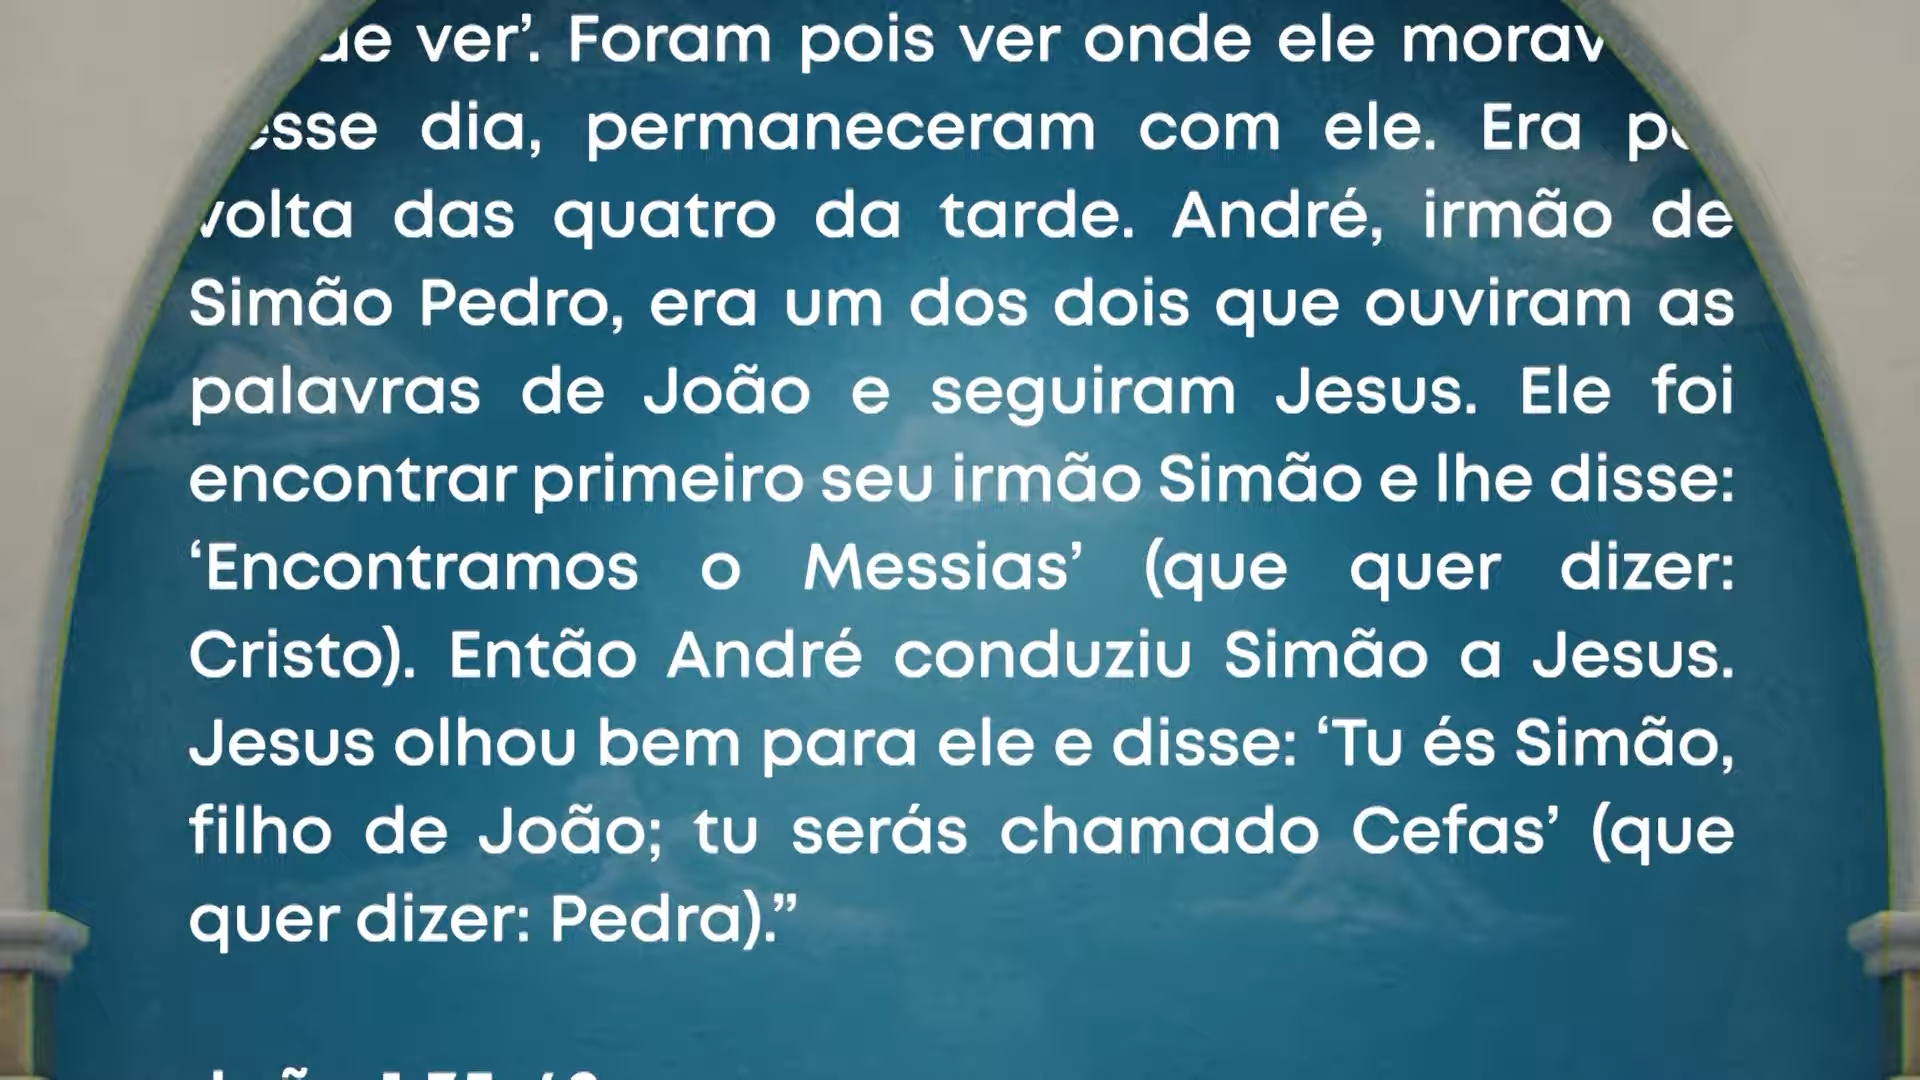 ver’. Foram pois ver onde ele
dia, permaneceram com ele. Era
volta das quatro da tarde. André, irmão de
Simão Pedro, era um dos dois que ouviram as
palavras de João e seguiram Jesus. Ele foi
encontrar primeiro seu irmão Simão e lhe disse:
‘Encontramos o Messias’ (que quer dizer:
Cristo). Então André conduziu Simão a Jesus.
Jesus olhou bem para ele e disse: ‘Tu és Simão,
filho de João; tu serás chamado Cefas’ (que
quer dizer: Pedra).”